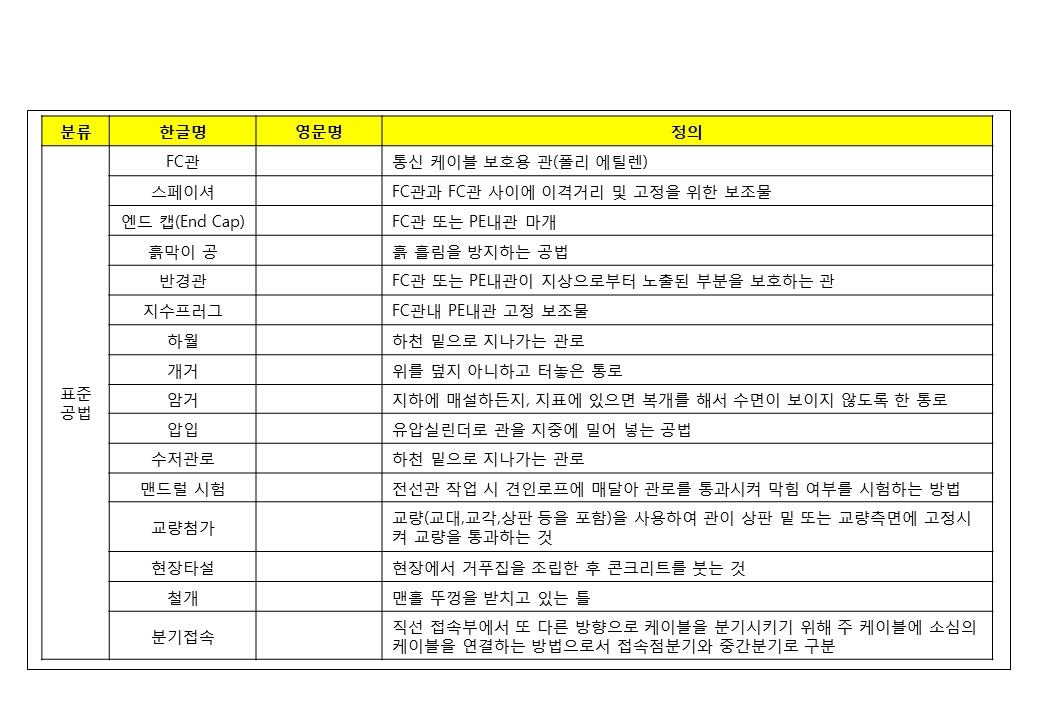 분류 한글명 영문명 정의
표준
공법
FC관 통신 케이블 보호용 관(폴리 에틸렌)
스페이셔 FC관과 FC관 사이에 이격거리 및 고정을 위한 보조물
엔드 캡(End Cap) FC관 또는 PE내관 마개
흙막이 공 흙 흘림을 방지하는 공법
반경관 FC관 또는 PE내관이 지상으로부터 노출된 부분을 보호하는 관
지수프러그 FC관내 PE내관 고정 보조물
하월 하천 밑으로 지나가는 관로
개거 위를 덮지 아니하고 터놓은 통로
암거 지하에 매설하든지, 지표에 있으면 복개를 해서 수면이 보이지 않도록 한 통로
압입 유압실린더로 관을 지중에 밀어 넣는 공법
수저관로 하천 밑으로 지나가는 관로
맨드럴 시험 전선관 작업 시 견인로프에 매달아 관로를 통과시켜 막힘 여부를 시험하는 방법
교량첨가 교량(교대,교각,상판 등을 포함)을 사용하여 관이 상판 밑 또는 교량측면에 고정시
켜 교량을 통과하는 것
현장타설 현장에서 거푸집을 조립한 후 콘크리트를 붓는 것
철개 맨홀 뚜껑을 받치고 있는 틀
분기접속 직선 접속부에서 또 다른 방향으로 케이블을 분기시키기 위해 주 케이블에 소심의
케이블을 연결하는 방법으로서 접속점분기와 중간분기로 구분